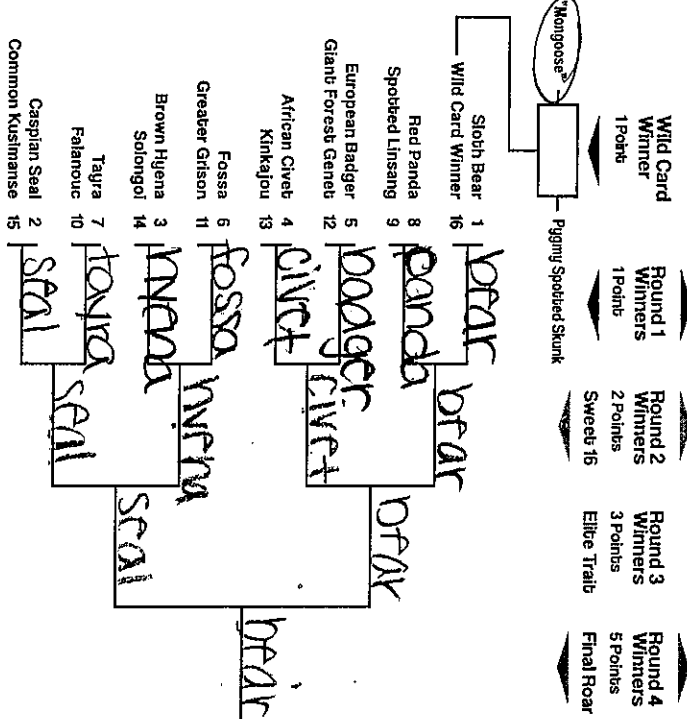 "Mongoose"
Pygmy Spotted Skunk
Wild Card
Winner
1 Point
Round 1
Winners
1 Point
Round 2
Winners
2 Points
Sweet 16
Round 3
Winners
3 Points
Elite Trait
Round 4
Winners
5 Points
Final Roar
Sloth Bear 1
Wild Card Winner 16
bear
Red Panda 8
Spotted Linsang 9
panda
bear
European Badger 5
Giant Forest Genet 12
badger
African Civet 4
Kinkajou 13
civet
civet
bear
Fossa 6
Greater Grison 11
fossa
Brown Hyena 3
Solongoi 14
hyena
hyena
Tayra 7
Falanouc 10
tayra
Caspian Seal 2
Common Kusimanse 15
seal
seal
seal
bear